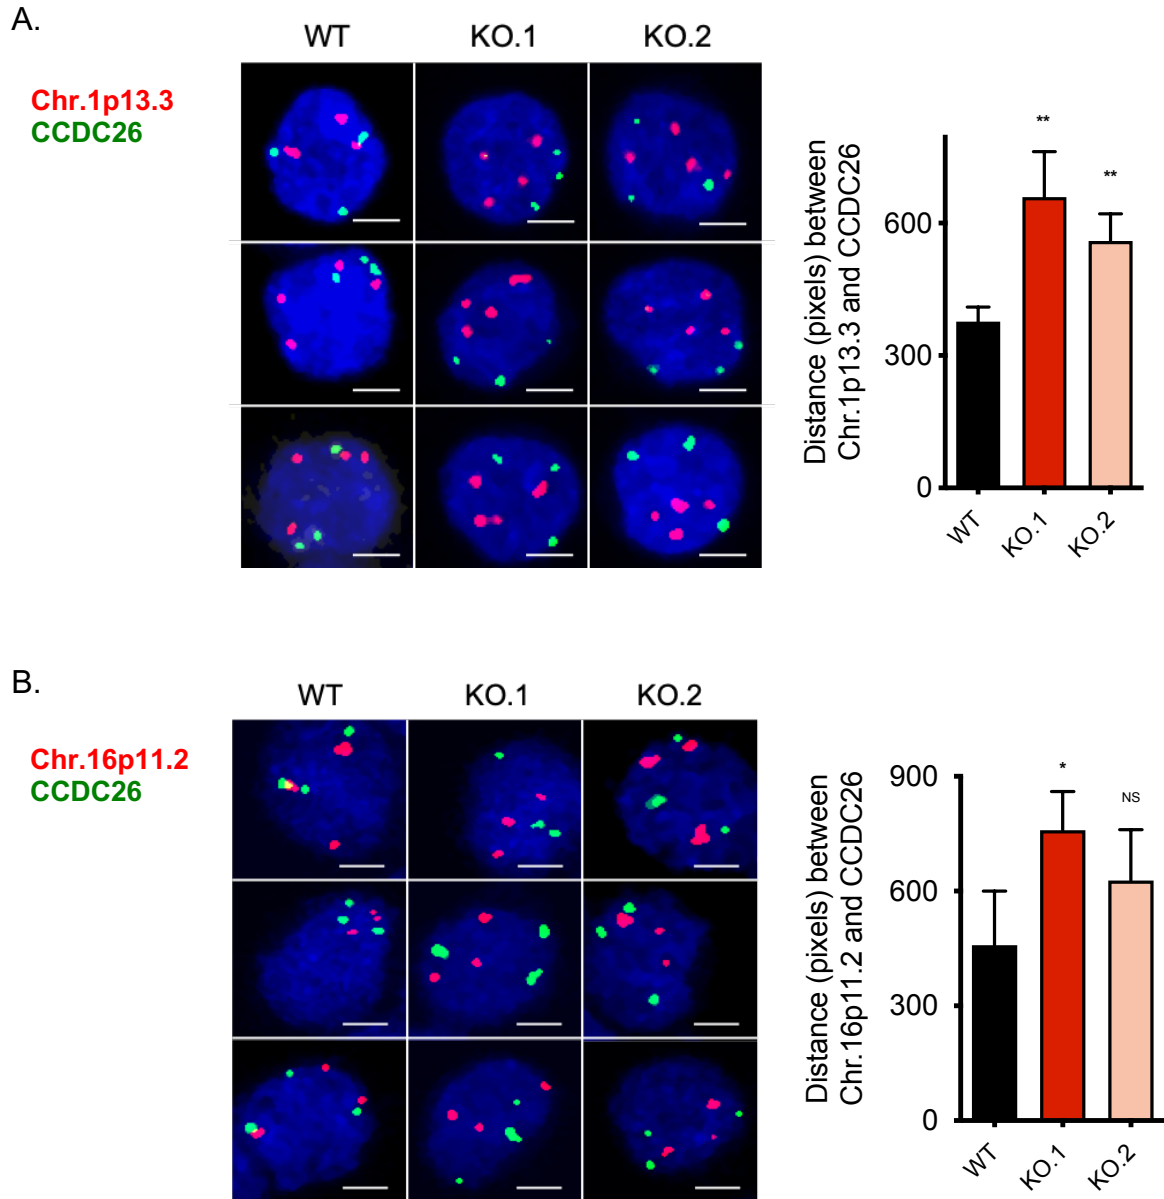 A.
WT KO.1 KO.2
Chr.1p13.3
CCDC26
Distance (pixels) between
Chr.1p13.3 and CCDC26
** **
600
300
0
WT KO.1 KO.2
B.
WT KO.1 KO.2
Chr.16p11.2
CCDC26
Distance (pixels) between
Chr.16p11.2 and CCDC26
* NS
900
600
300
0
WT KO.1 KO.2